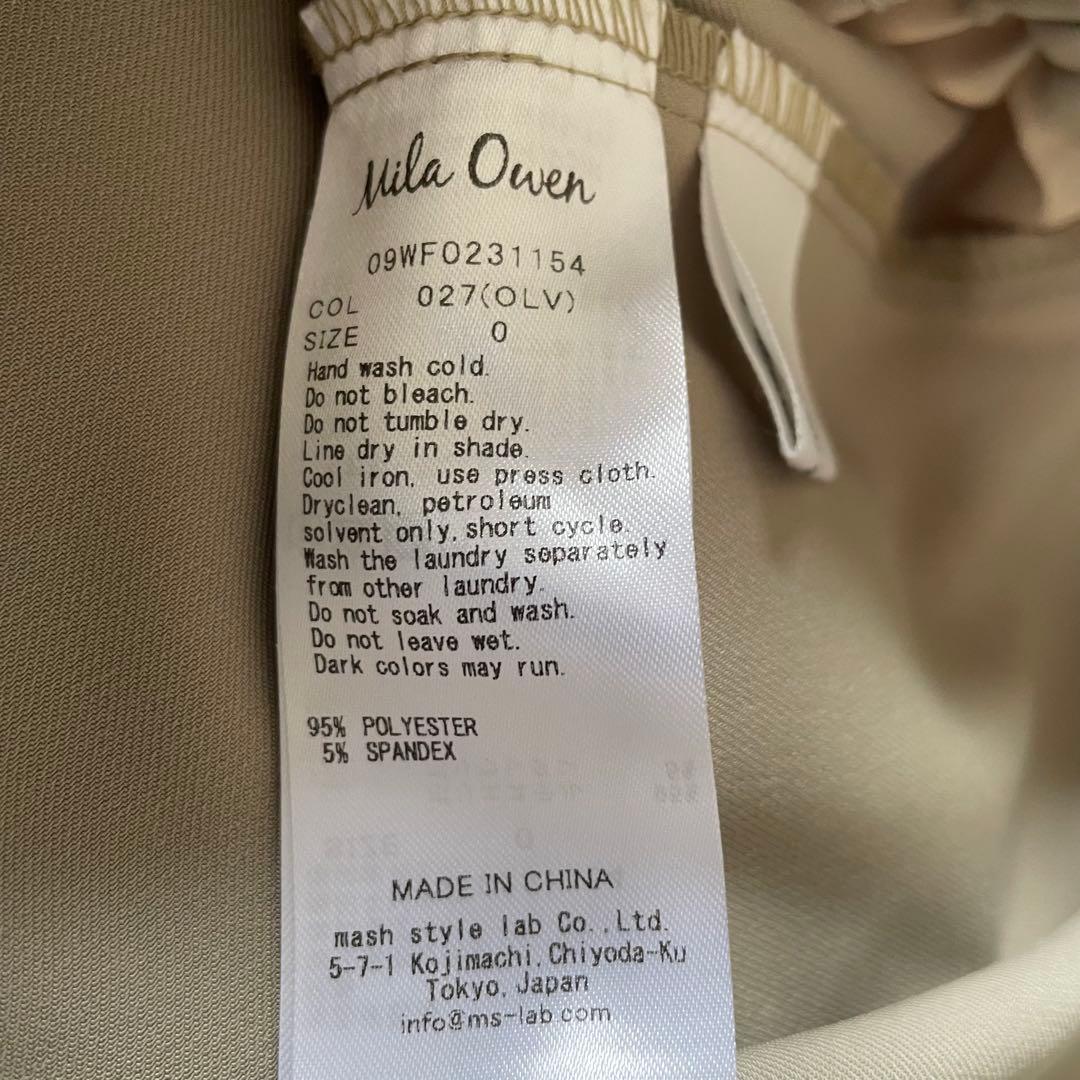 Mila Owen
09WFO231154
COL 027(OLV)
SIZE 0
Hand wash cold.
Do not bleach.
Do not tumble dry.
Line dry in shade.
Cool iron, use press cloth.
Dryclean, petroleum
solvent only, short cycle.
Wash the laundry separately
from other laundry.
Do not soak and wash.
Do not leave wet.
Dark colors may run.
95% POLYESTER
5% SPANDEX
MADE IN CHINA
mash style lab Co.,Ltd.
5-7-1 Kojimachi,Chiyoda-Ku
Tokyo, Japan
info@ms-lab.com